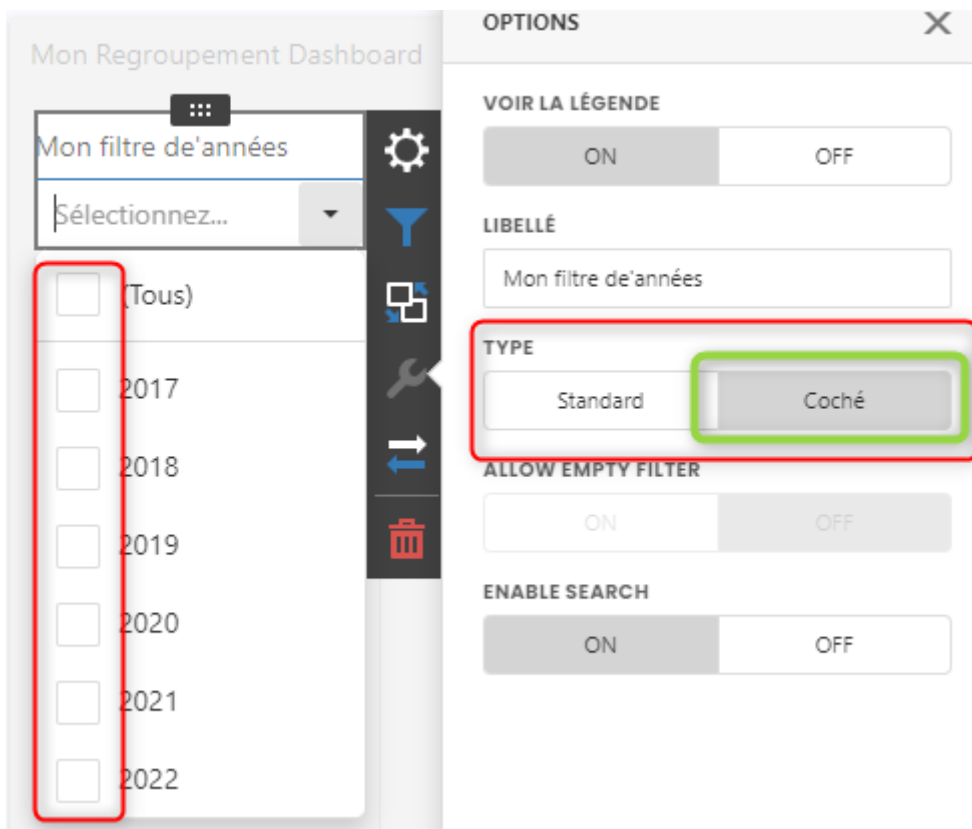 Mon Regroupement Dashboard
Mon filtre de'années
Sélectionnez...
(Tous)
2017
2018
2019
2020
2021
2022
OPTIONS
VOIR LA LÉGENDE
ON OFF
LIBELLÉ
Mon filtre de'années
TYPE
Standard Coché
ALLOW EMPTY FILTER
ON OFF
ENABLE SEARCH
ON OFF